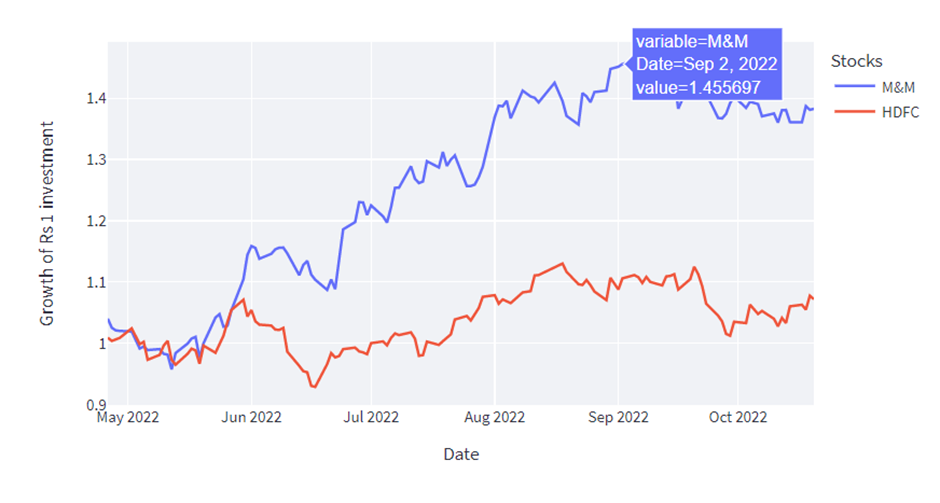 variable=M&M
Date=Sep 2, 2022
value=1.455697
Stocks
M&M
HDFC
Growth of Rs 1 investment
1.4
1.3
1.2
1.1
1
0.9
May 2022
Jun 2022
Jul 2022
Aug 2022
Sep 2022
Oct 2022
Date